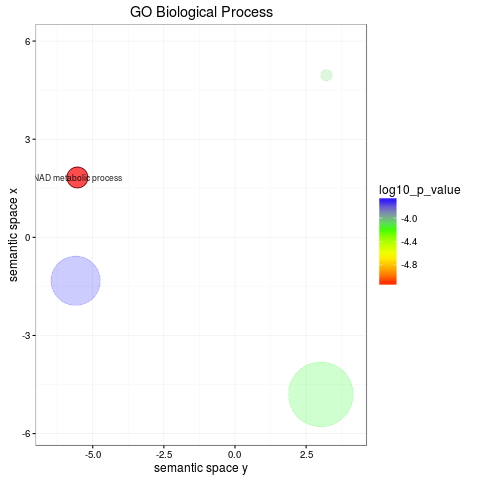 GO Biological Process
6
3
0
-3
-6
semantic space x
NAD metabolic process
-5.0
-2.5
0.0
2.5
semantic space y
log10_p_value
-4.0
-4.4
-4.8